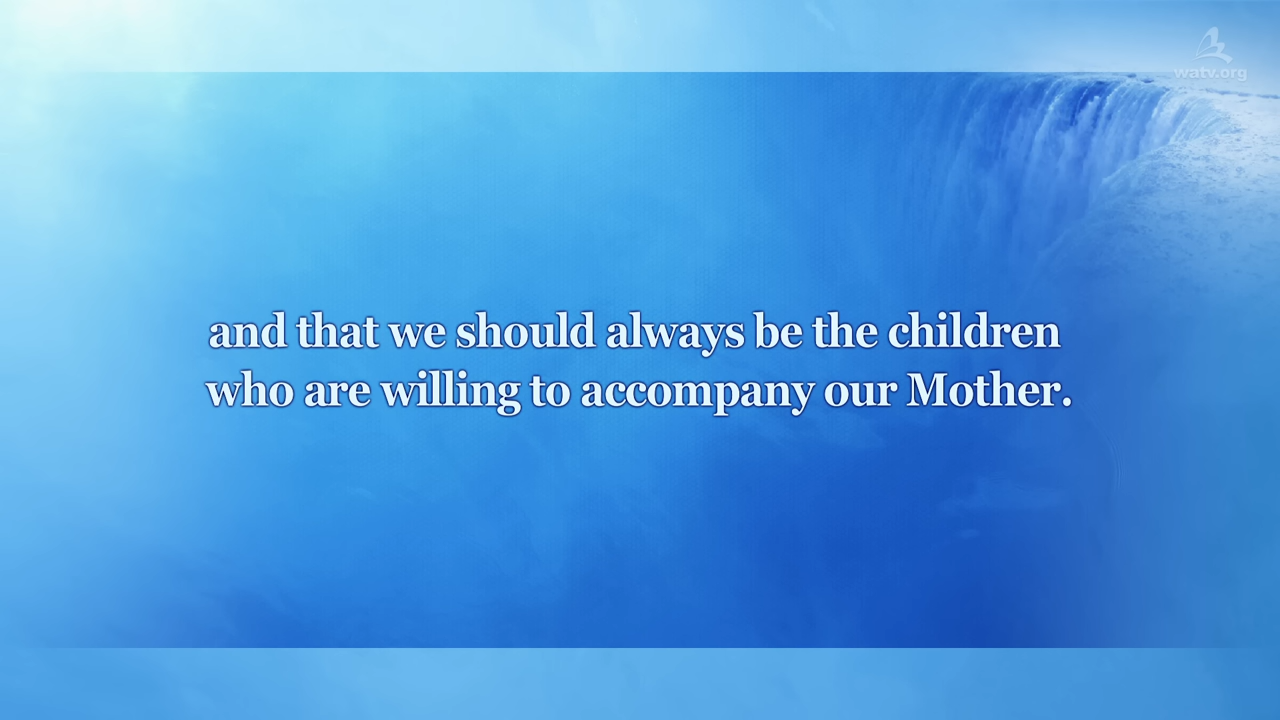 watv.org
and that we should always be the children
who are willing to accompany our Mother.